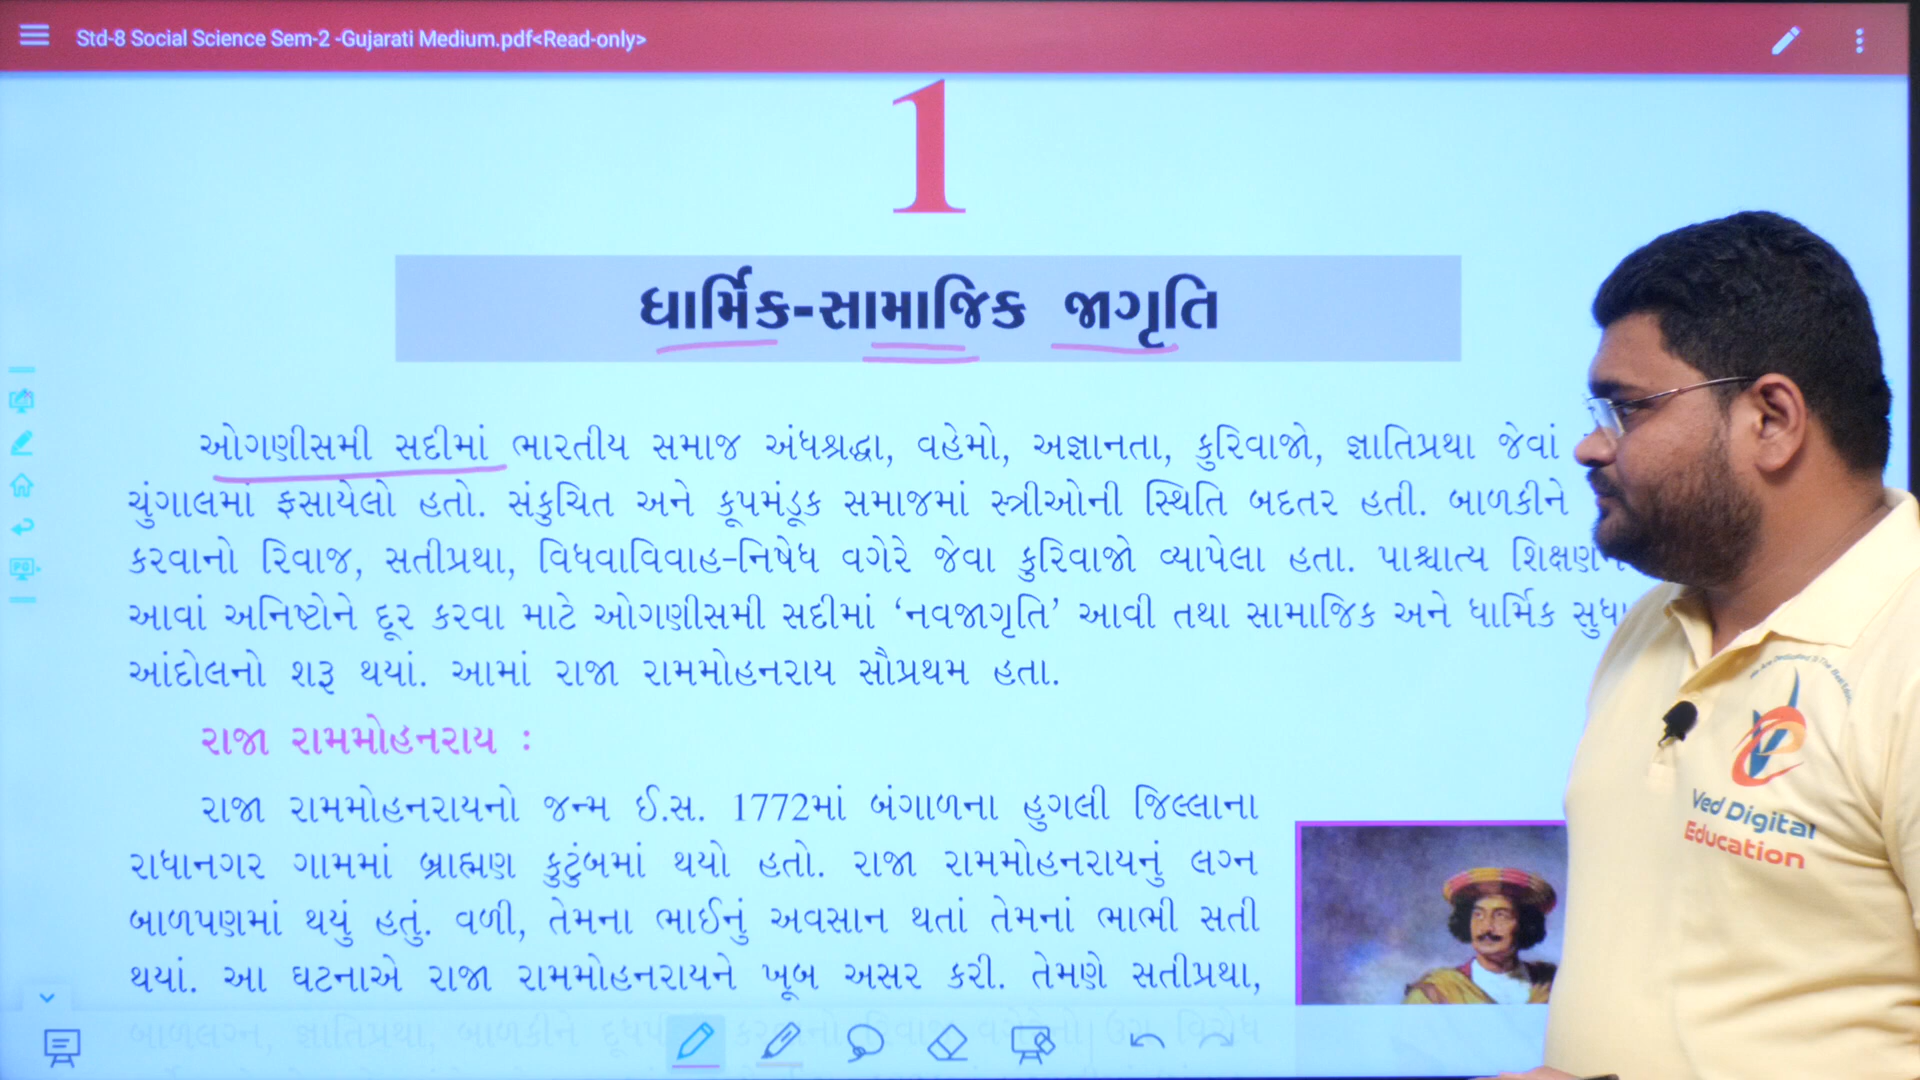 Std-8 Social Science Sem-2 -Gujarati Medium.pdf<Read-only>
1
ધાર્મિક-સામાજિક જાગૃતિ
ઓગણીસમી સદીમાં ભારતીય સમાજ અંધશ્રદ્ધા, વહેમો, અજ્ઞાનતા, કુરિવાજો, જ્ઞાતિપ્રથા જેવાં
ચુંગાલમાં ફસાયેલો હતો. સંકુચિત અને કૂપમંડૂક સમાજમાં સ્ત્રીઓની સ્થિતિ બદતર હતી. બાળકીને
કરવાનો રિવાજ, સતીપ્રથા, વિધવાવિવાહ-નિષેધ વગેરે જેવા કુરિવાજો વ્યાપેલા હતા. પાશ્ચાત્ય
આવાં અનિષ્ટોને દૂર કરવા માટે ઓગણીસમી સદીમાં ‘નવજાગૃતિ’ આવી તથા સામાજિક અને ધાર્મિક
આંદોલનો શરૂ થયાં. આમાં રાજા રામમોહનરાય સૌપ્રથમ હતા.
રાજા રામમોહનરાય :
રાજા રામમોહનરાયનો જન્મ ઈ.સ. 1772માં બંગાળના હુગલી જિલ્લાના
રાધાનગર ગામમાં બ્રાહ્મણ કુટુંબમાં થયો હતો. રાજા રામમોહનરાયનું લગ્ન
બાળપણમાં થયું હતું. વળી, તેમના ભાઈનું અવસાન થતાં તેમનાં ભાભી સતી
થયાં. આ ઘટનાએ રાજા રામમોહનરાયને ખૂબ અસર કરી. તેમણે સતીપ્રથા,
બાળલગ્ન, જ્ઞાતિપ્રથા, બાળકીને કરવાનો રિવાજ
Ved Digital
Education